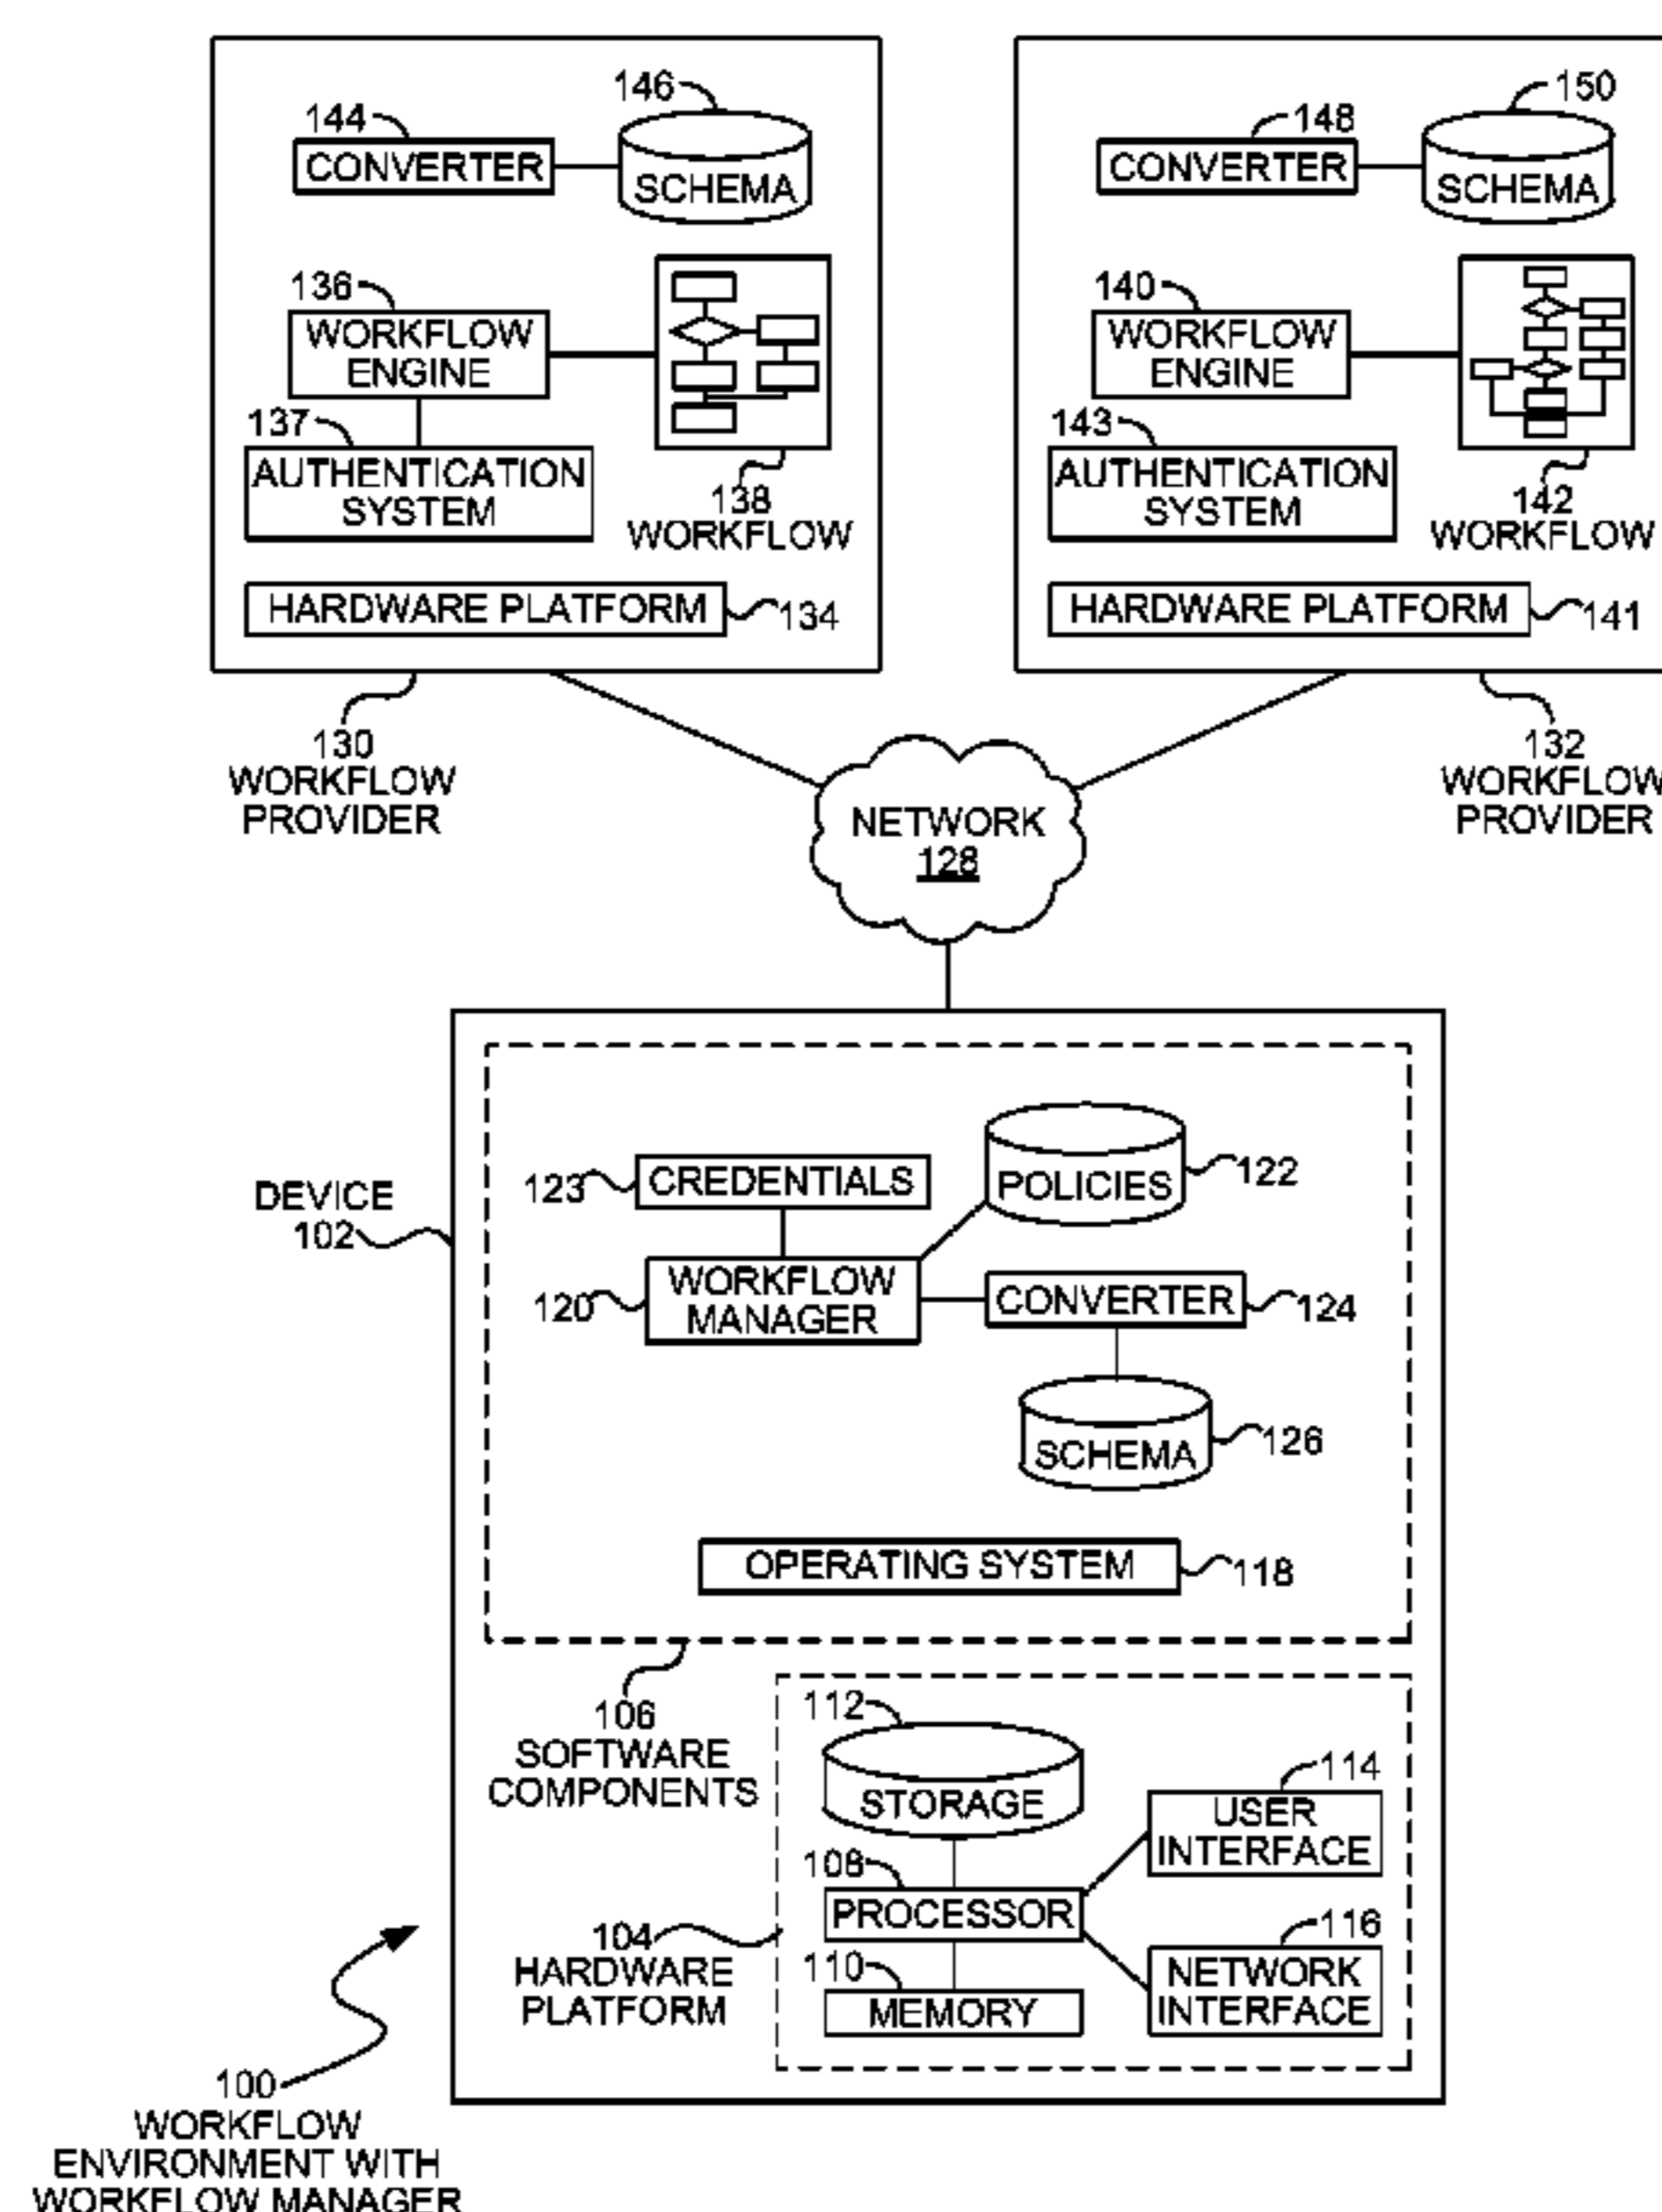 146
144
CONVERTER
SCHEMA
136
WORKFLOW
ENGINE
137
AUTHENTICATION
SYSTEM
138
WORKFLOW
HARDWARE PLATFORM
134
130
WORKFLOW
PROVIDER
150
148
CONVERTER
SCHEMA
140
WORKFLOW
ENGINE
143
AUTHENTICATION
SYSTEM
142
WORKFLOW
HARDWARE PLATFORM
141
132
WORKFLOW
PROVIDER
NETWORK
128
DEVICE
102
123
CREDENTIALS
POLICIES
122
120
WORKFLOW
MANAGER
CONVERTER
124
SCHEMA
126
OPERATING SYSTEM
118
106
SOFTWARE
COMPONENTS
112
STORAGE
114
USER
INTERFACE
108
PROCESSOR
104
HARDWARE
PLATFORM
110
MEMORY
116
NETWORK
INTERFACE
100
WORKFLOW
ENVIRONMENT WITH
WORKFLOW MANAGER